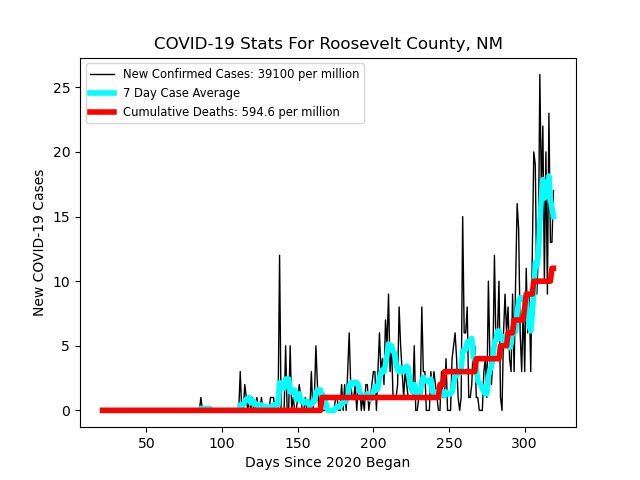 COVID-19 Stats For Roosevelt County, NM
New Confirmed Cases: 39100 per million
7 Day Case Average
Cumulative Deaths: 594.6 per million
New COVID-19 Cases
25
20
15
10
5
0
50
100
150
200
250
300
Days Since 2020 Began